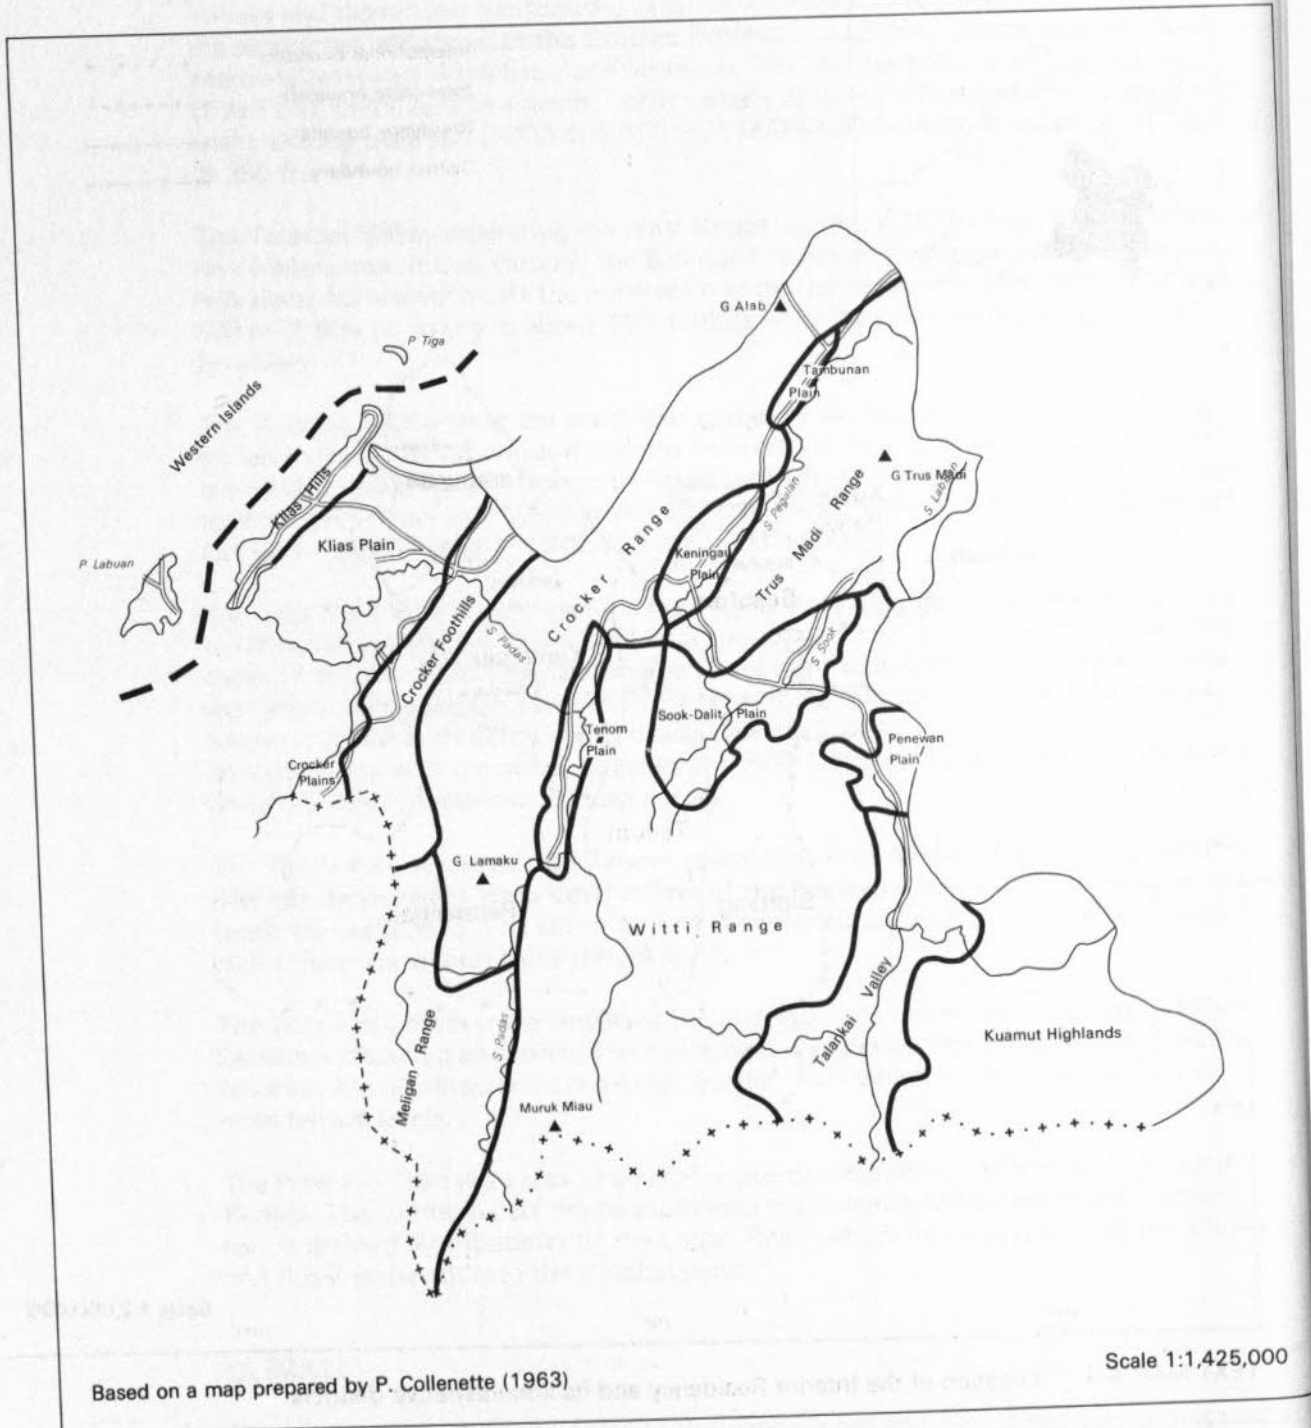 P Tiga
Western Islands
Klias Hills
Klias Plain
P Labuan
G Alab
Tambunan
Plain
G Trus Madi
S. Labau
Crocker Range
S Pegalan
Trus Madi Range
Keningau
Plain
Crocker Foothills
S Padas
S Sook
Sook-Dalit Plain
Tenom
Plain
Penewan
Plain
Crocker
Plains
G Lamaku
Witti Range
Meligan Range
S. Padas
Talankai Valley
Kuamut Highlands
Muruk Miau
Based on a map prepared by P. Collenette (1963)
Scale 1:1,425,000